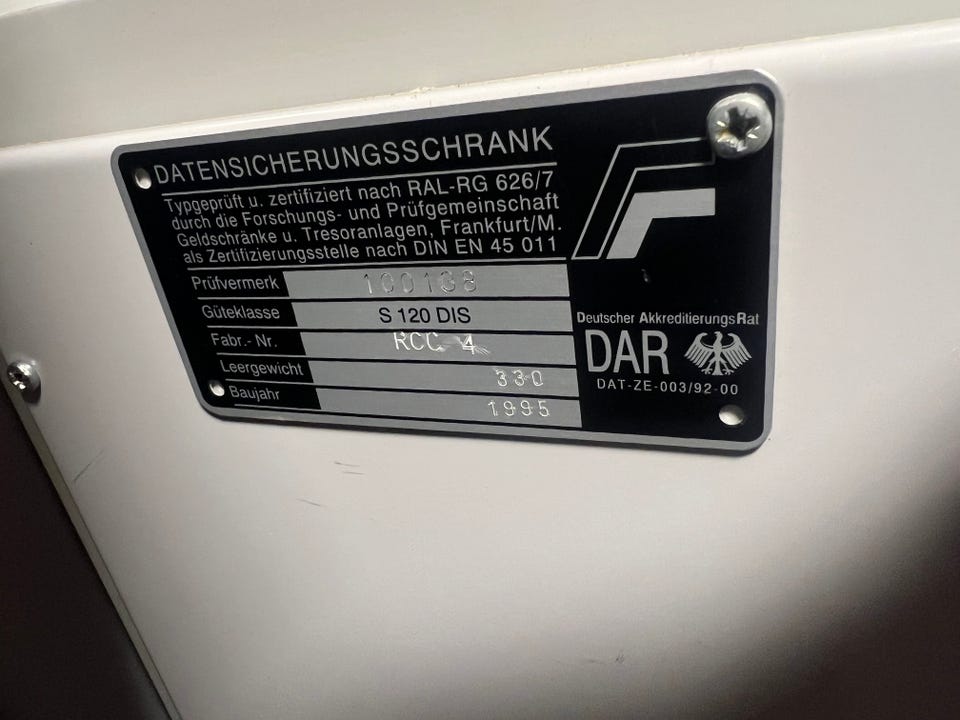 DATENSICHERUNGSSCHRANK
Typgeprüft u. zertifiziert nach RAL-RG 626/7
durch die Forschungs- und Prüfgemeinschaft
Geldschränke u. Tresoranlagen, Frankfurt/M.
als Zertifizierungsstelle nach DIN EN 45 011
Prüfvermerk
Güteklasse S 120 DIS
Fabr.- Nr. RCC 4
Leergewicht 330
Baujahr 1995
Deutscher AkkreditierungsRat
DAR
DAT-ZE-003/92-00